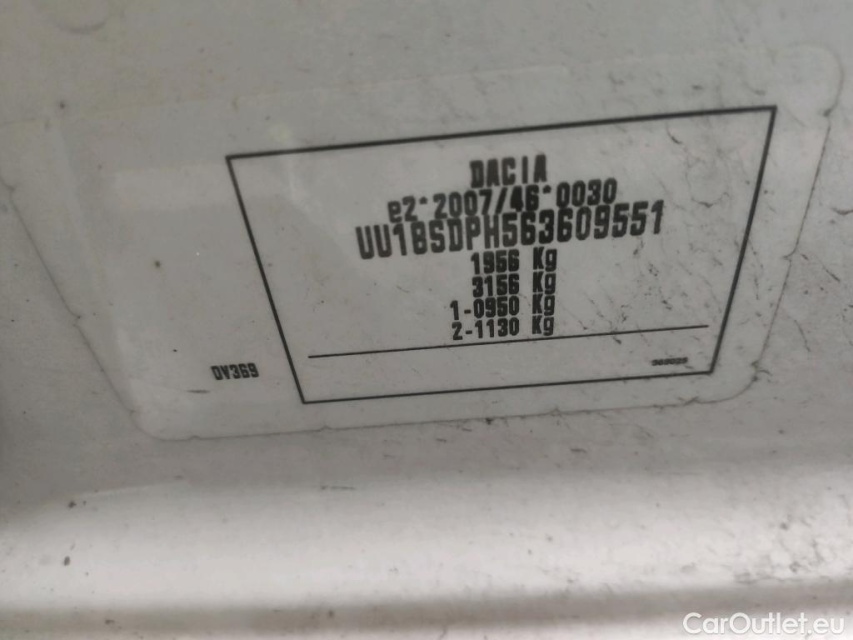 DACIA
e2*2007/46*0030
UU1BSDPH563609551
1956 Kg
3156 Kg
1-0950 Kg
2-1130 Kg
DV369
CarOutlet.eu